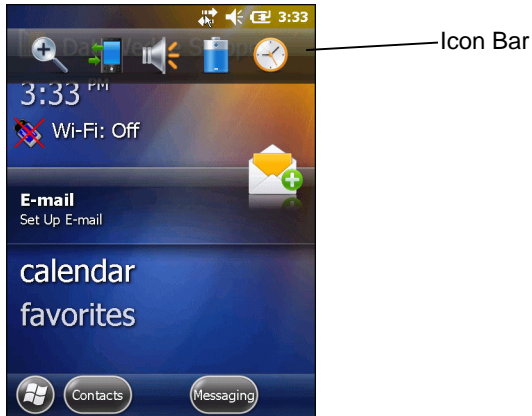 3:33
Icon Bar
3:33 PM
Wi-Fi: Off
E-mail
Set Up E-mail
calendar
favorites
Contacts
Messaging